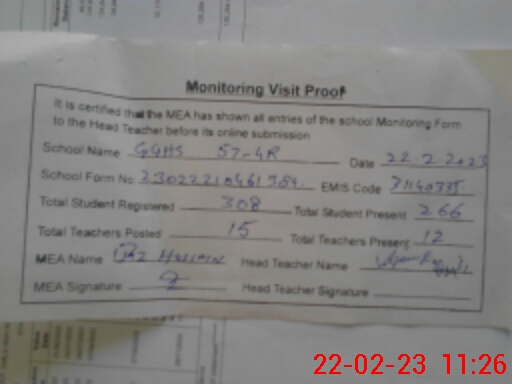 Monitoring Visit Proof
It is certified that the MEA has shown all entries of the school Monitoring Form
to the Head Teacher before its online submission
School Name GGHS 57-4R Date 22.2.2023
School Form No EMIS Code 31140335
Total Student Registered 308 Total Student Present 266
Total Teachers Posted 15 Total Teachers Present 12
MEA Name Hussain Head Teacher Name
MEA Signature Head Teacher Signature
22-02-23 11:26